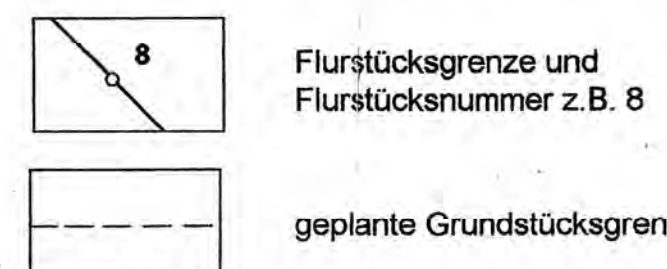 8
Flurstücksgrenze und
Flurstücksnummer z.B. 8
geplante Grundstücksgren